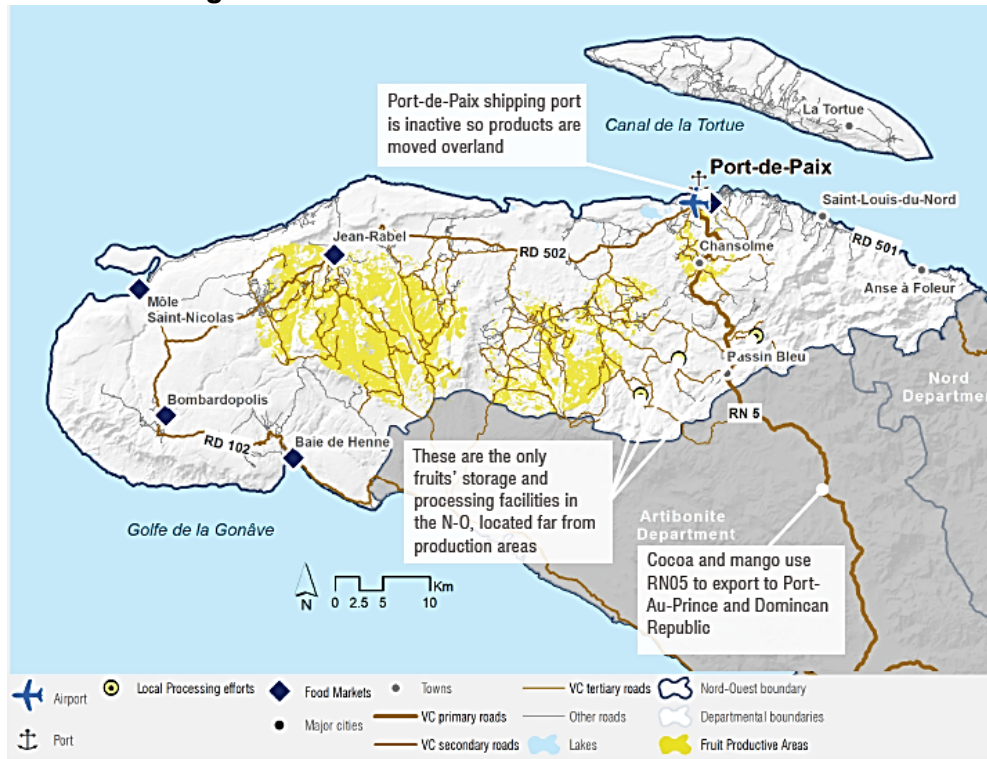 Port-de-Paix shipping port
is inactive so products are
moved overland
Canal de la Tortue
La Tortue
Port-de-Paix
Saint-Louis-du-Nord
RD 501
Anse à Foleur
Jean-Rabel
RD 502
Chansolme
Môle
Saint-Nicolas
Passin Bleu
Nord
Departme
Bombardopolis
RD 102
Baie de Henne
RN 5
These are the only
fruits' storage and
processing facilities in
the N-O, located far from
production areas
Artibonite
Department
Golfe de la Gonâve
Cocoa and mango use
RN05 to export to Port-
Au-Prince and Domincan
Republic
N
0 2.5 5 10 Km
Airport
Local Processing efforts
Food Markets
Towns
VC tertiary roads
Nord-Ouest boundary
Major cities
VC primary roads
Other roads
Departmental boundaries
Port
VC secondary roads
Lakes
Fruit Productive Areas